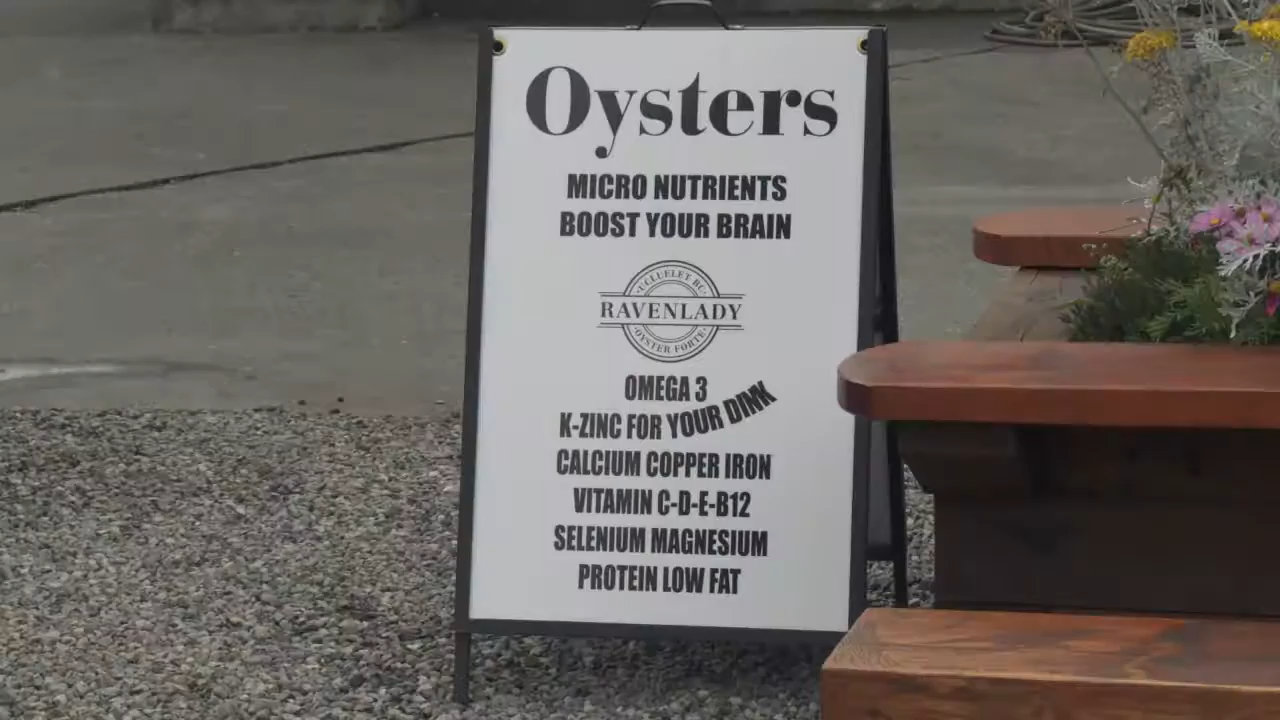 Oysters
MICRO NUTRIENTS
BOOST YOUR BRAIN
UCLUELET BC
RAVENLADY
OYSTER FORTE
OMEGA 3
K-ZINC FOR YOUR DIMK
CALCIUM COPPER IRON
VITAMIN C-D-E-B12
SELENIUM MAGNESIUM
PROTEIN LOW FAT